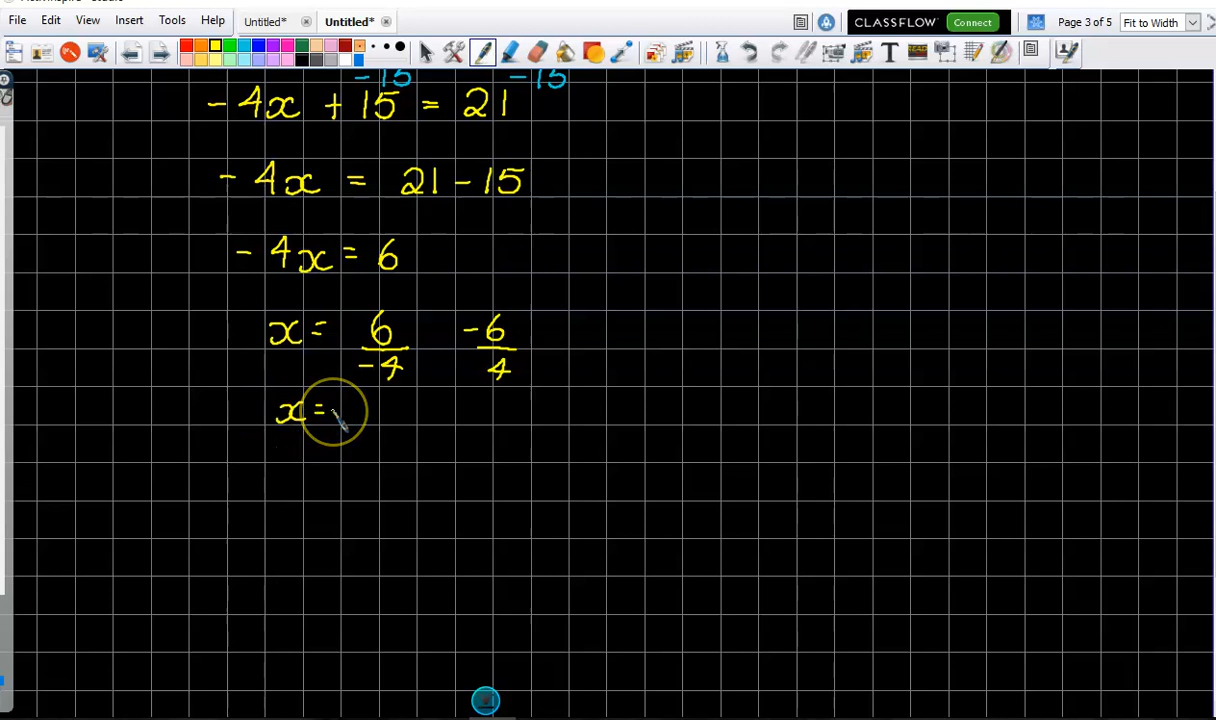 File Edit View Insert Tools Help Untitled* Untitled* CLASSFLOW Connect Page 3 of 5 Fit to Width
-15 -15
- 4x + 15 = 21
- 4x = 21 - 15
- 4x = 6
x = 6/-4 -6/4
x =